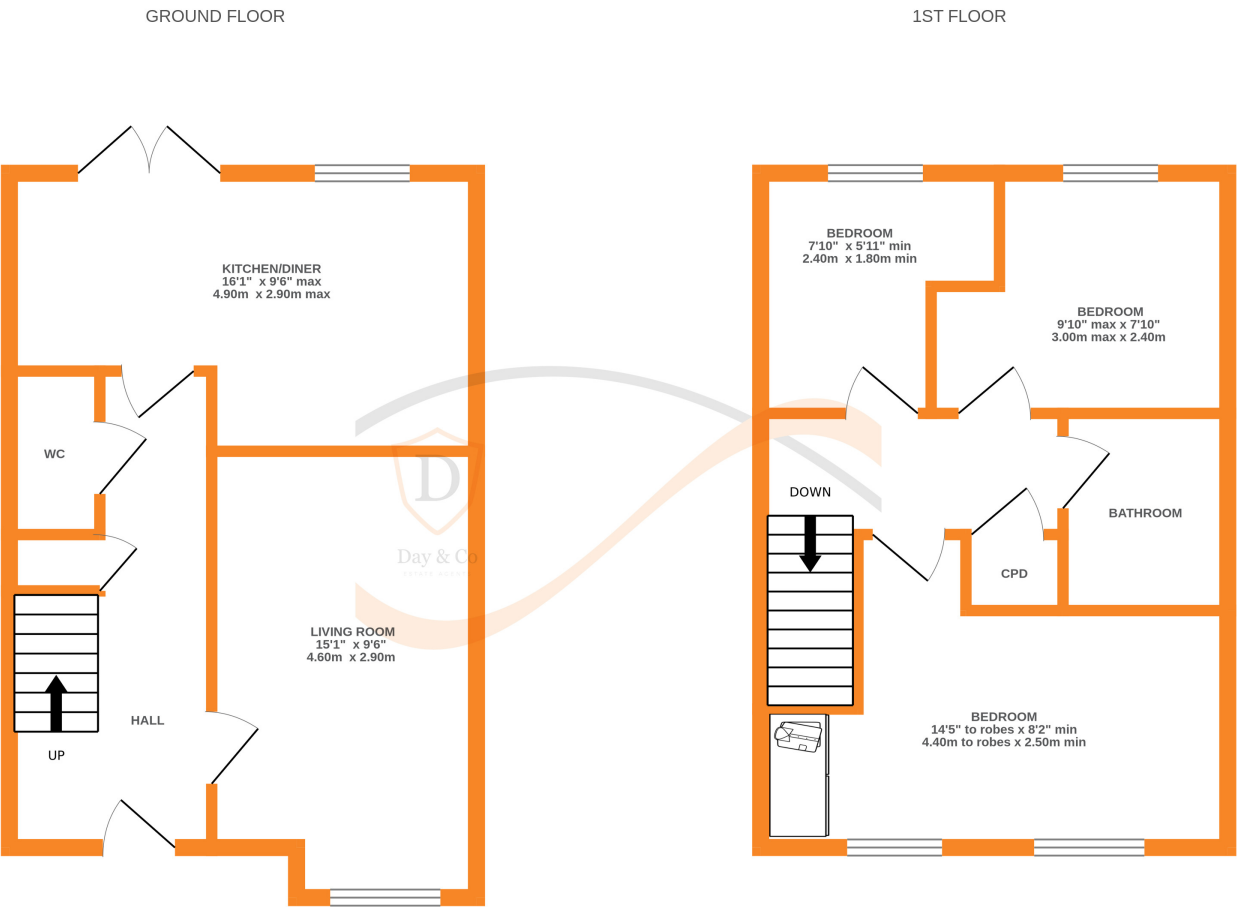 GROUND FLOOR
1ST FLOOR
KITCHEN/DINER
16'1" x 9'6" max
4.90m x 2.90m max
WC
UP
HALL
LIVING ROOM
15'1" x 9'6"
4.60m x 2.90m
D
Day & Co
ESTATE AGENTS
BEDROOM
7'10" x 5'11" min
2.40m x 1.80m min
BEDROOM
9'10" max x 7'10"
3.00m max x 2.40m
DOWN
BATHROOM
CPD
BEDROOM
14'5" to robes x 8'2" min
4.40m to robes x 2.50m min